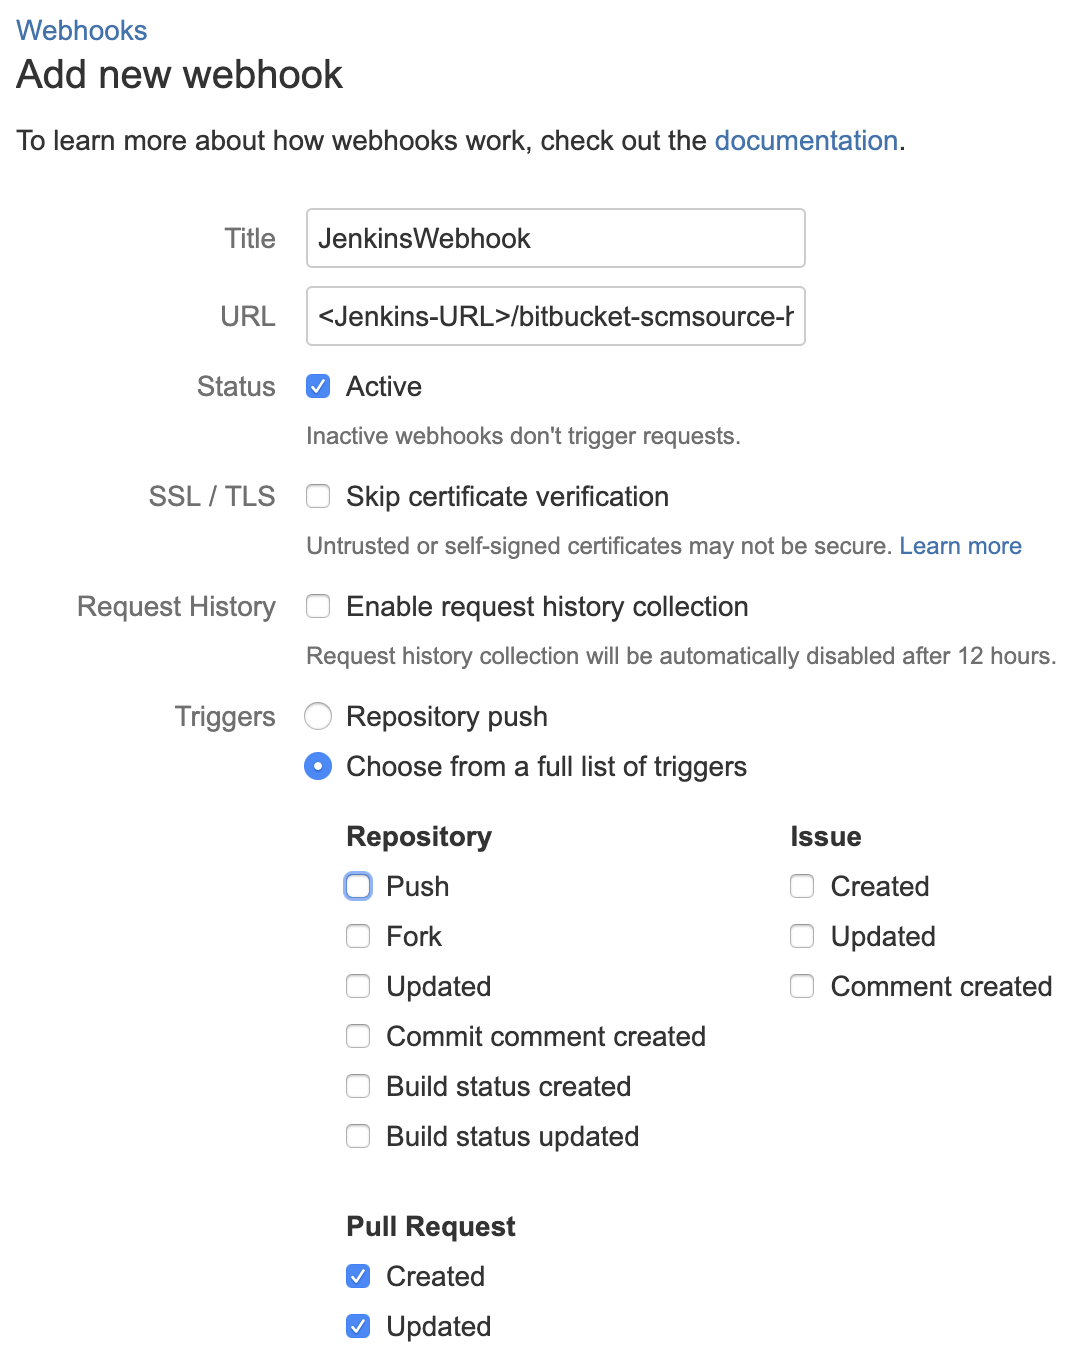 Webhooks
Add new webhook
To learn more about how webhooks work, check out the documentation.
Title JenkinsWebhook
URL <Jenkins-URL>/bitbucket-scmsource-h
Status Active
Inactive webhooks don't trigger requests.
SSL / TLS Skip certificate verification
Untrusted or self-signed certificates may not be secure. Learn more
Request History Enable request history collection
Request history collection will be automatically disabled after 12 hours.
Triggers Repository push
Choose from a full list of triggers
Repository
Push
Fork
Updated
Commit comment created
Build status created
Build status updated
Issue
Created
Updated
Comment created
Pull Request
Created
Updated